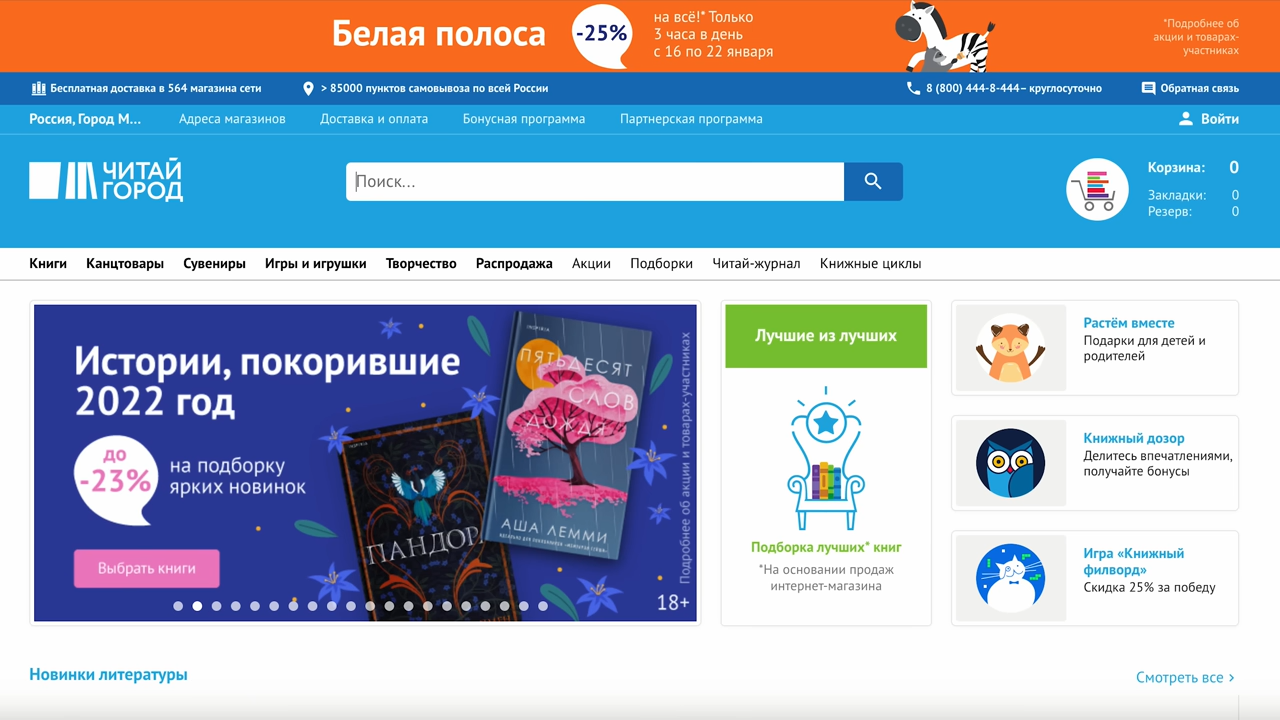 Белая полоса
-25%
на всё!* Только
3 часа в день
с 16 по 22 января
*Подробнее об
акции и товарах-
участниках
Бесплатная доставка в 564 магазина сети
> 85000 пунктов самовывоза по всей России
8 (800) 444-8-444 – круглосуточно
Обратная связь
Россия, Город М...
Адреса магазинов
Доставка и оплата
Бонусная программа
Партнерская программа
Войти
ЧИТАЙ
ГОРОД
Поиск...
Корзина: 0
Закладки: 0
Резерв: 0
Книги Канцтовары Сувениры Игры и игрушки Творчество Распродажа Акции Подборки Читай-журнал Книжные циклы
Истории, покорившие
2022 год
до
-23%
на подборку
ярких новинок
Выбрать книги
ПАНДОР
ПЯТЬДЕСЯТ
СЛОВ
ДОЖДЯ
АША ЛЕММИ
Подробнее об акции и товарах-участниках
18+
Лучшие из лучших
Подборка лучших* книг
*На основании продаж
интернет-магазина
Растём вместе
Подарки для детей и
родителей
Книжный дозор
Делитесь впечатлениями,
получайте бонусы
Игра «Книжный
филворд»
Скидка 25% за победу
Новинки литературы
Смотреть все >